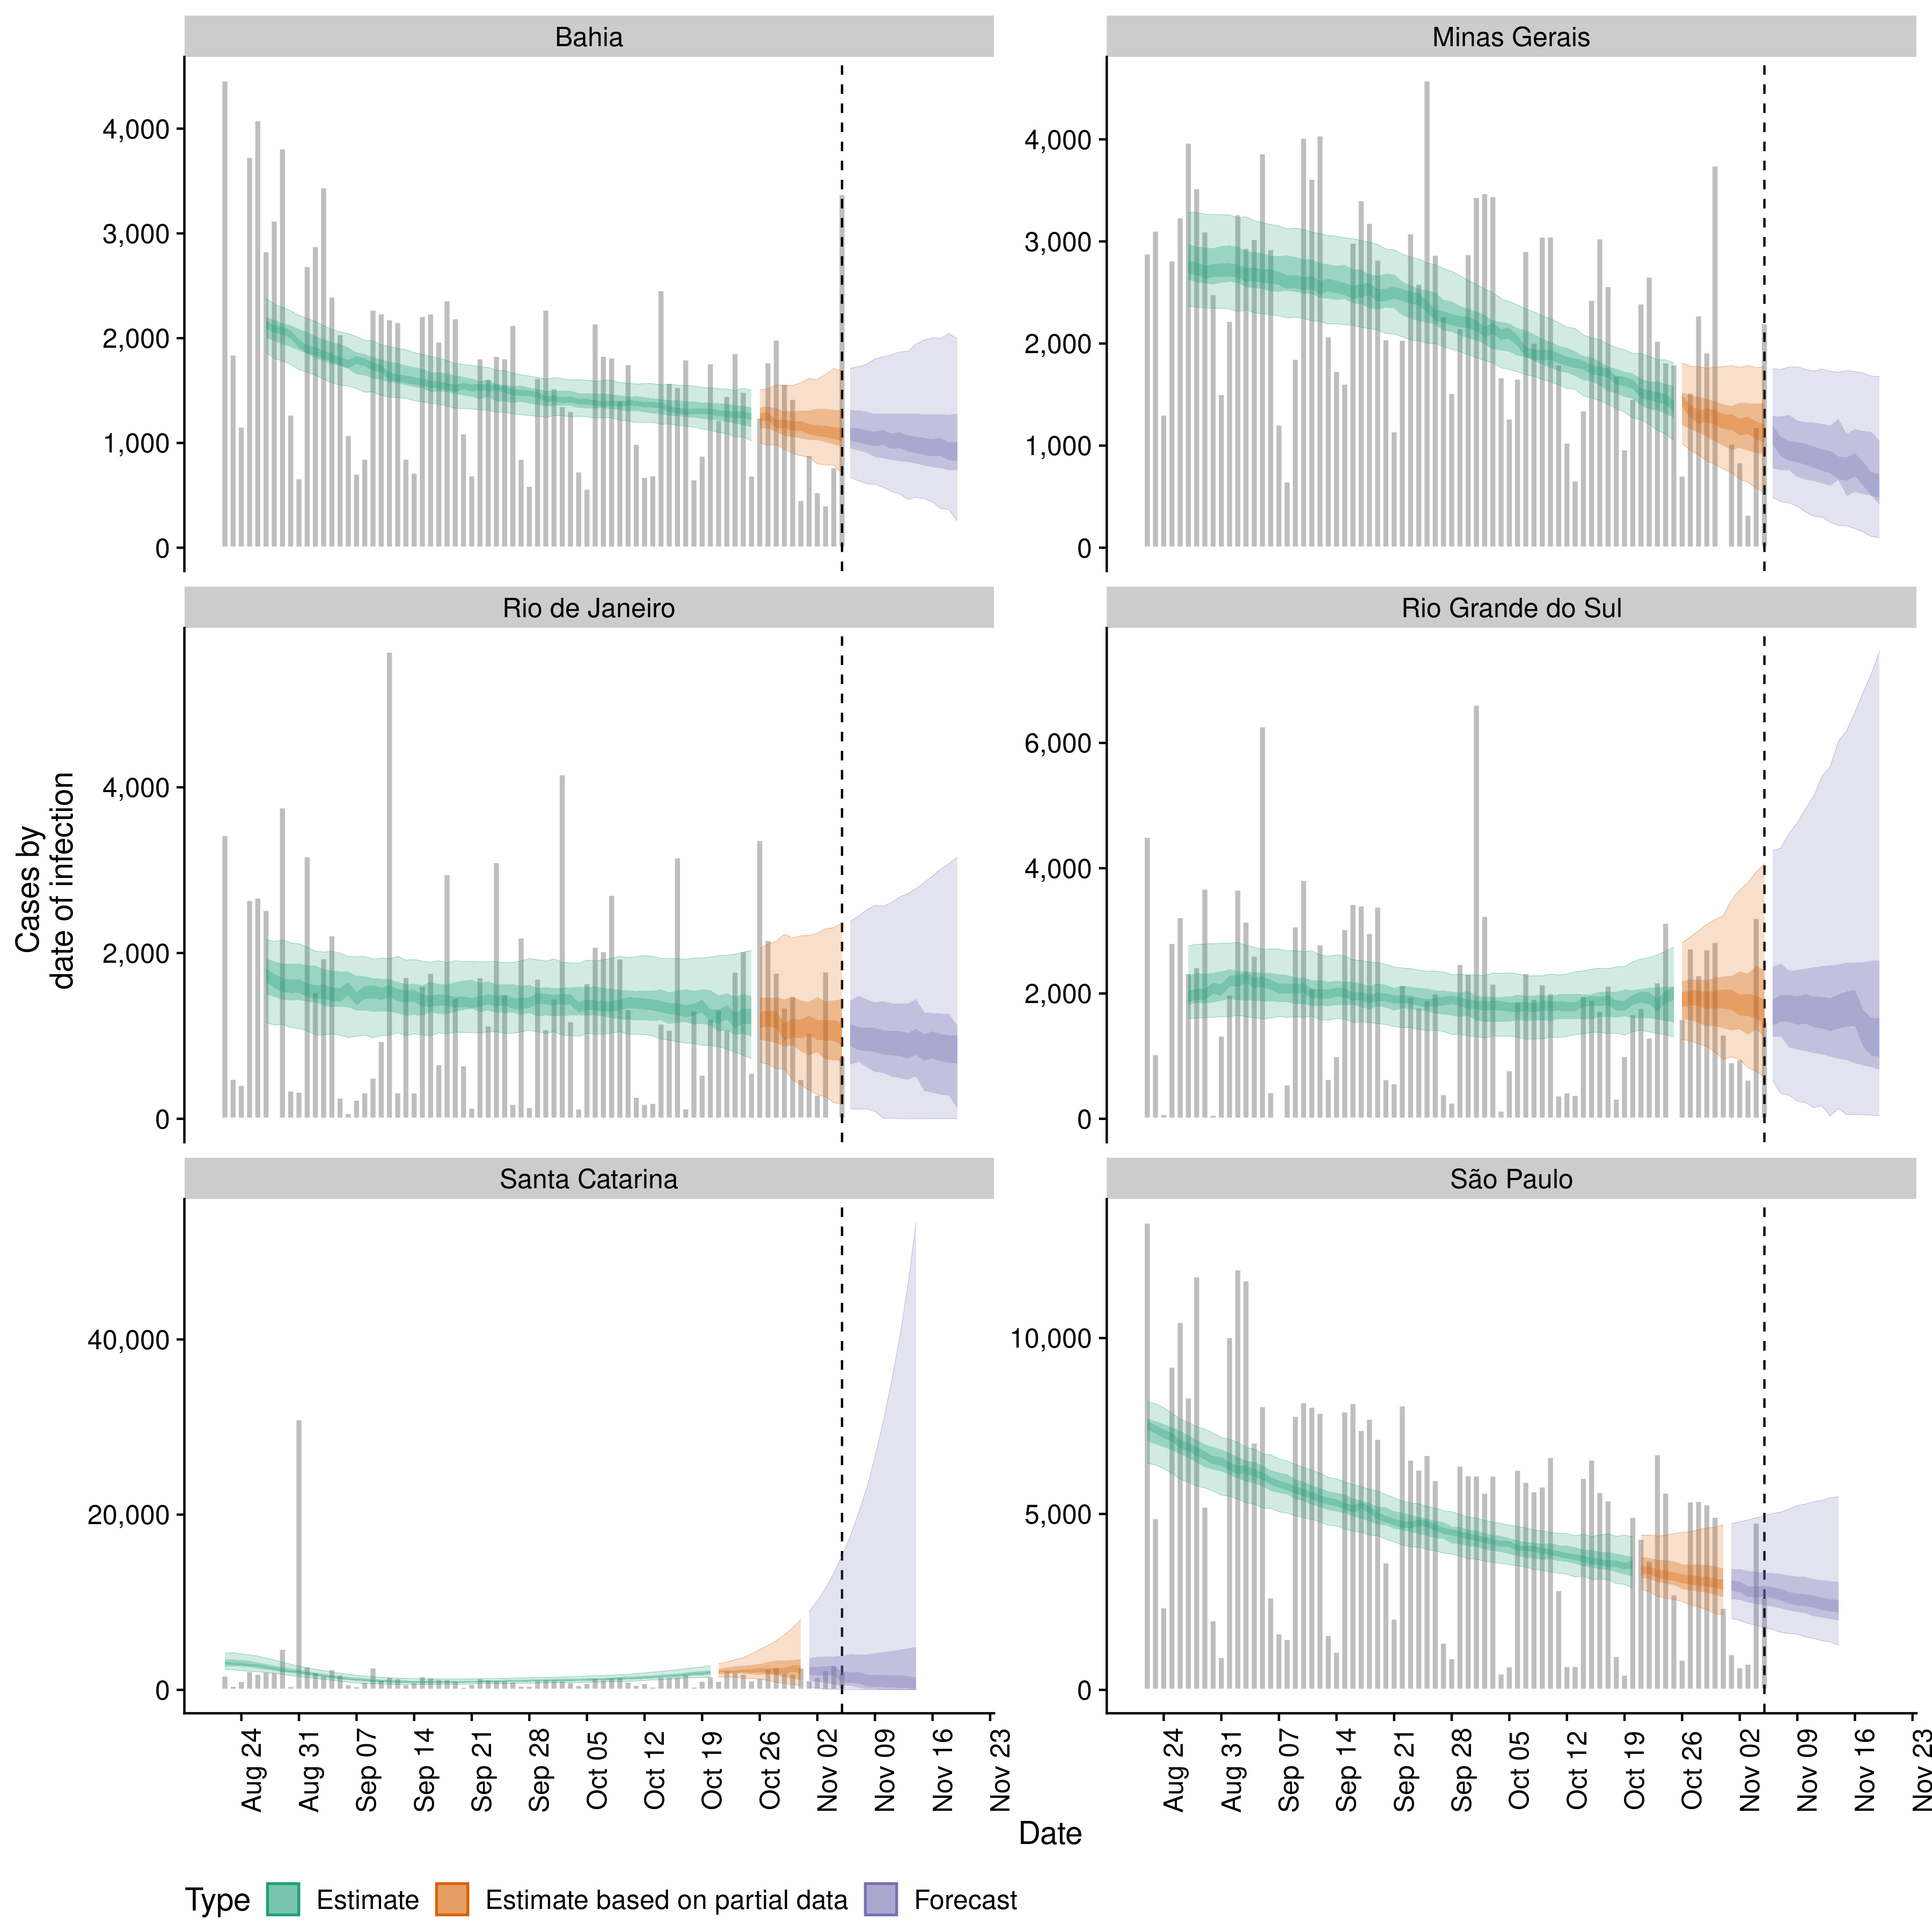 Bahia
Minas Gerais
4,000
3,000
2,000
1,000
0
4,000
3,000
2,000
1,000
0
Rio de Janeiro
Rio Grande do Sul
4,000
2,000
0
6,000
4,000
2,000
0
Cases by
date of infection
Santa Catarina
São Paulo
40,000
20,000
0
10,000
5,000
0
Aug 24
Aug 31
Sep 07
Sep 14
Sep 21
Sep 28
Oct 05
Oct 12
Oct 19
Oct 26
Nov 02
Nov 09
Nov 16
Nov 23
Aug 24
Aug 31
Sep 07
Sep 14
Sep 21
Sep 28
Oct 05
Oct 12
Oct 19
Oct 26
Nov 02
Nov 09
Nov 16
Nov 23
Date
Type Estimate Estimate based on partial data Forecast